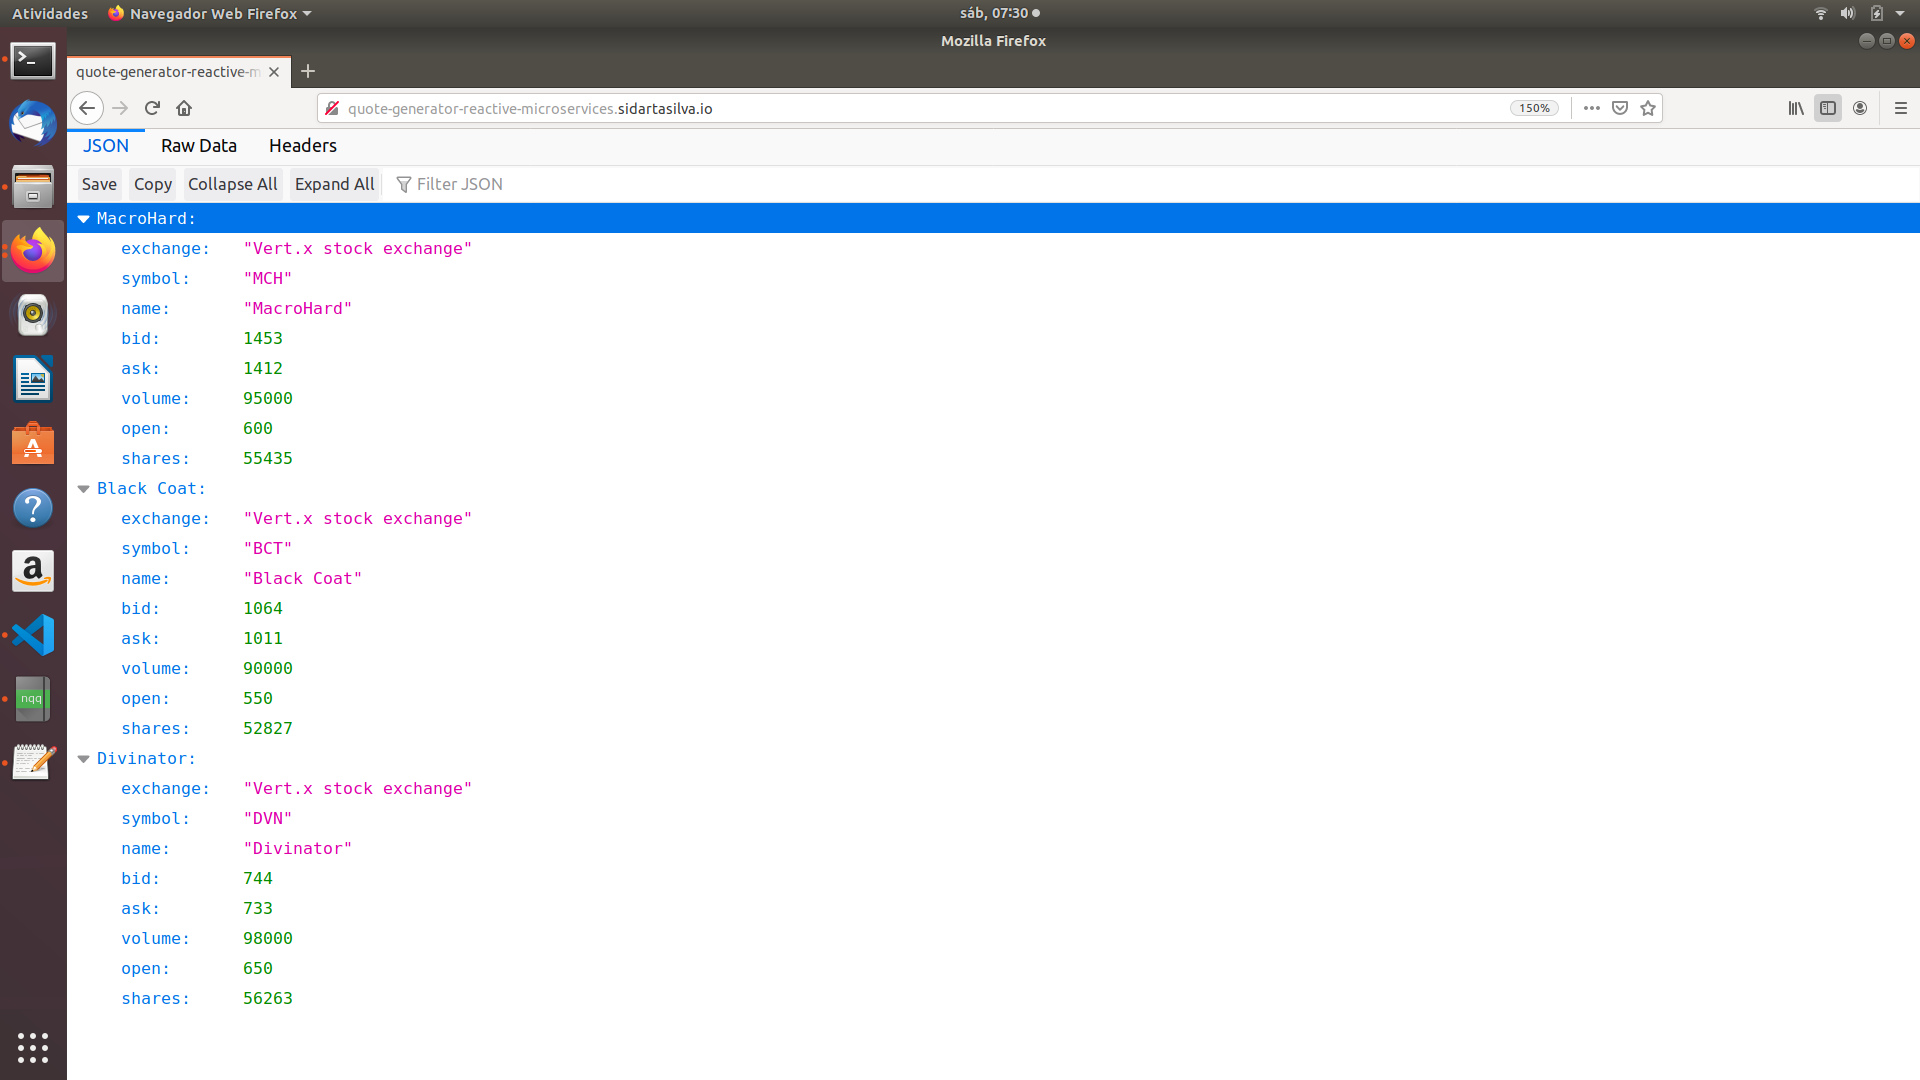 Atividades Navegador Web Firefox sáb, 07:30
Mozilla Firefox
quote-generator-reactive-m
quote-generator-reactive-microservices.sidartasilva.io 150%
JSON Raw Data Headers
Save Copy Collapse All Expand All Filter JSON
MacroHard:
exchange: "Vert.x stock exchange"
symbol: "MCH"
name: "MacroHard"
bid: 1453
ask: 1412
volume: 95000
open: 600
shares: 55435
Black Coat:
exchange: "Vert.x stock exchange"
symbol: "BCT"
name: "Black Coat"
bid: 1064
ask: 1011
volume: 90000
open: 550
shares: 52827
Divinator:
exchange: "Vert.x stock exchange"
symbol: "DVN"
name: "Divinator"
bid: 744
ask: 733
volume: 98000
open: 650
shares: 56263
nqq